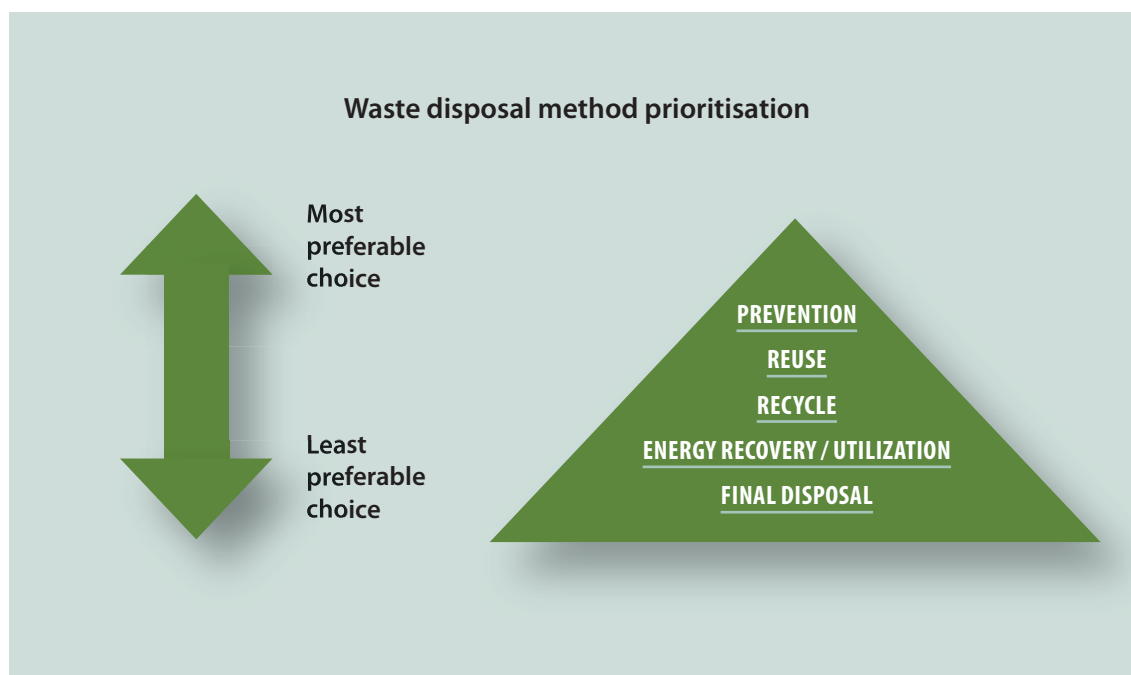 Waste disposal method prioritisation
Most
preferable
choice
PREVENTION
REUSE
RECYCLE
ENERGY RECOVERY / UTILIZATION
FINAL DISPOSAL
Least
preferable
choice